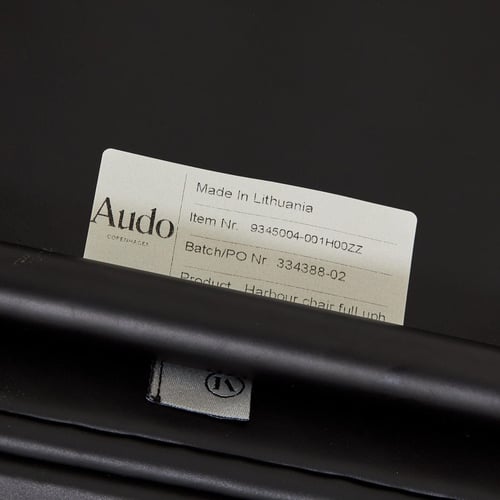 Audo
COPENHAGEN
Made In Lithuania
Item Nr. 9345004-001H00ZZ
Batch/PO Nr 334388-02
Product Harbour chair full uph